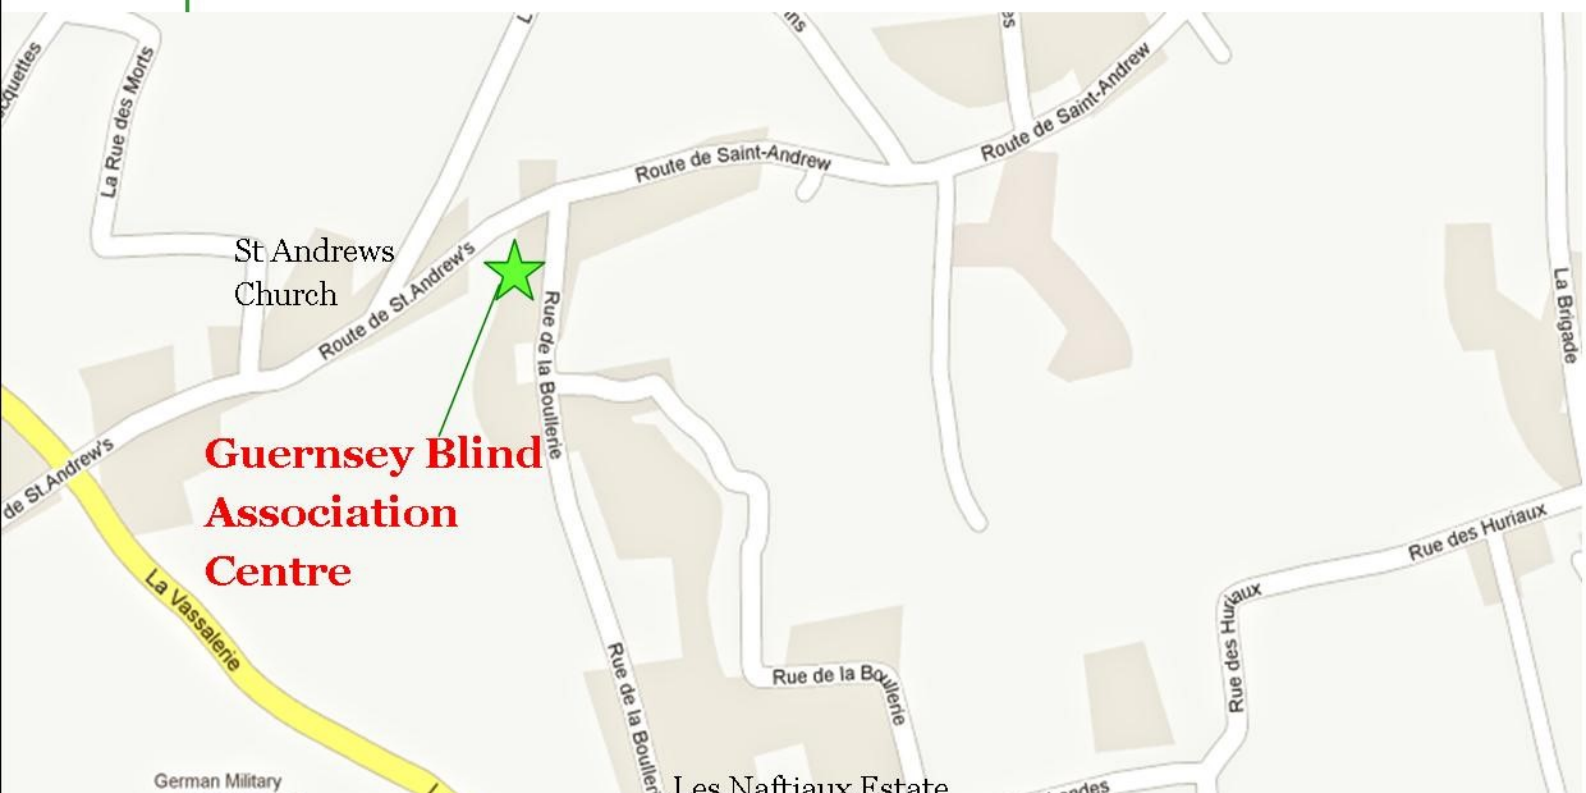 cquettes
La Rue des Morts
Route de Saint-Andrew
Route de Saint-Andrew
St Andrews
Church
Route de St.Andrew's
Rue de la Boullerie
La Brigade
Guernsey Blind
Association
Centre
de St.Andrew's
La Vassalerie
Rue des Huriaux
Rue des Huriaux
Rue de la Boullerie
Rue de la Boullerie
German Military
Les Naftiaux Estate